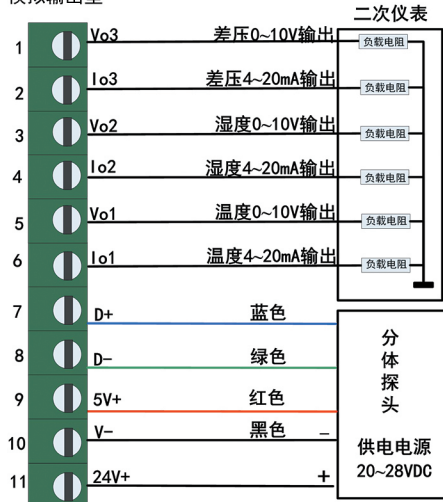 二次仪表
1 Vo3 差压0~10V输出 负载电阻
2 Io3 差压4~20mA输出 负载电阻
3 Vo2 湿度0~10V输出 负载电阻
4 Io2 湿度4~20mA输出 负载电阻
5 Vo1 温度0~10V输出 负载电阻
6 Io1 温度4~20mA输出 负载电阻
7 D+ 蓝色
8 D- 绿色
9 5V+ 红色
10 V- 黑色 -
11 24V+ +
分体探头
供电电源
20~28VDC